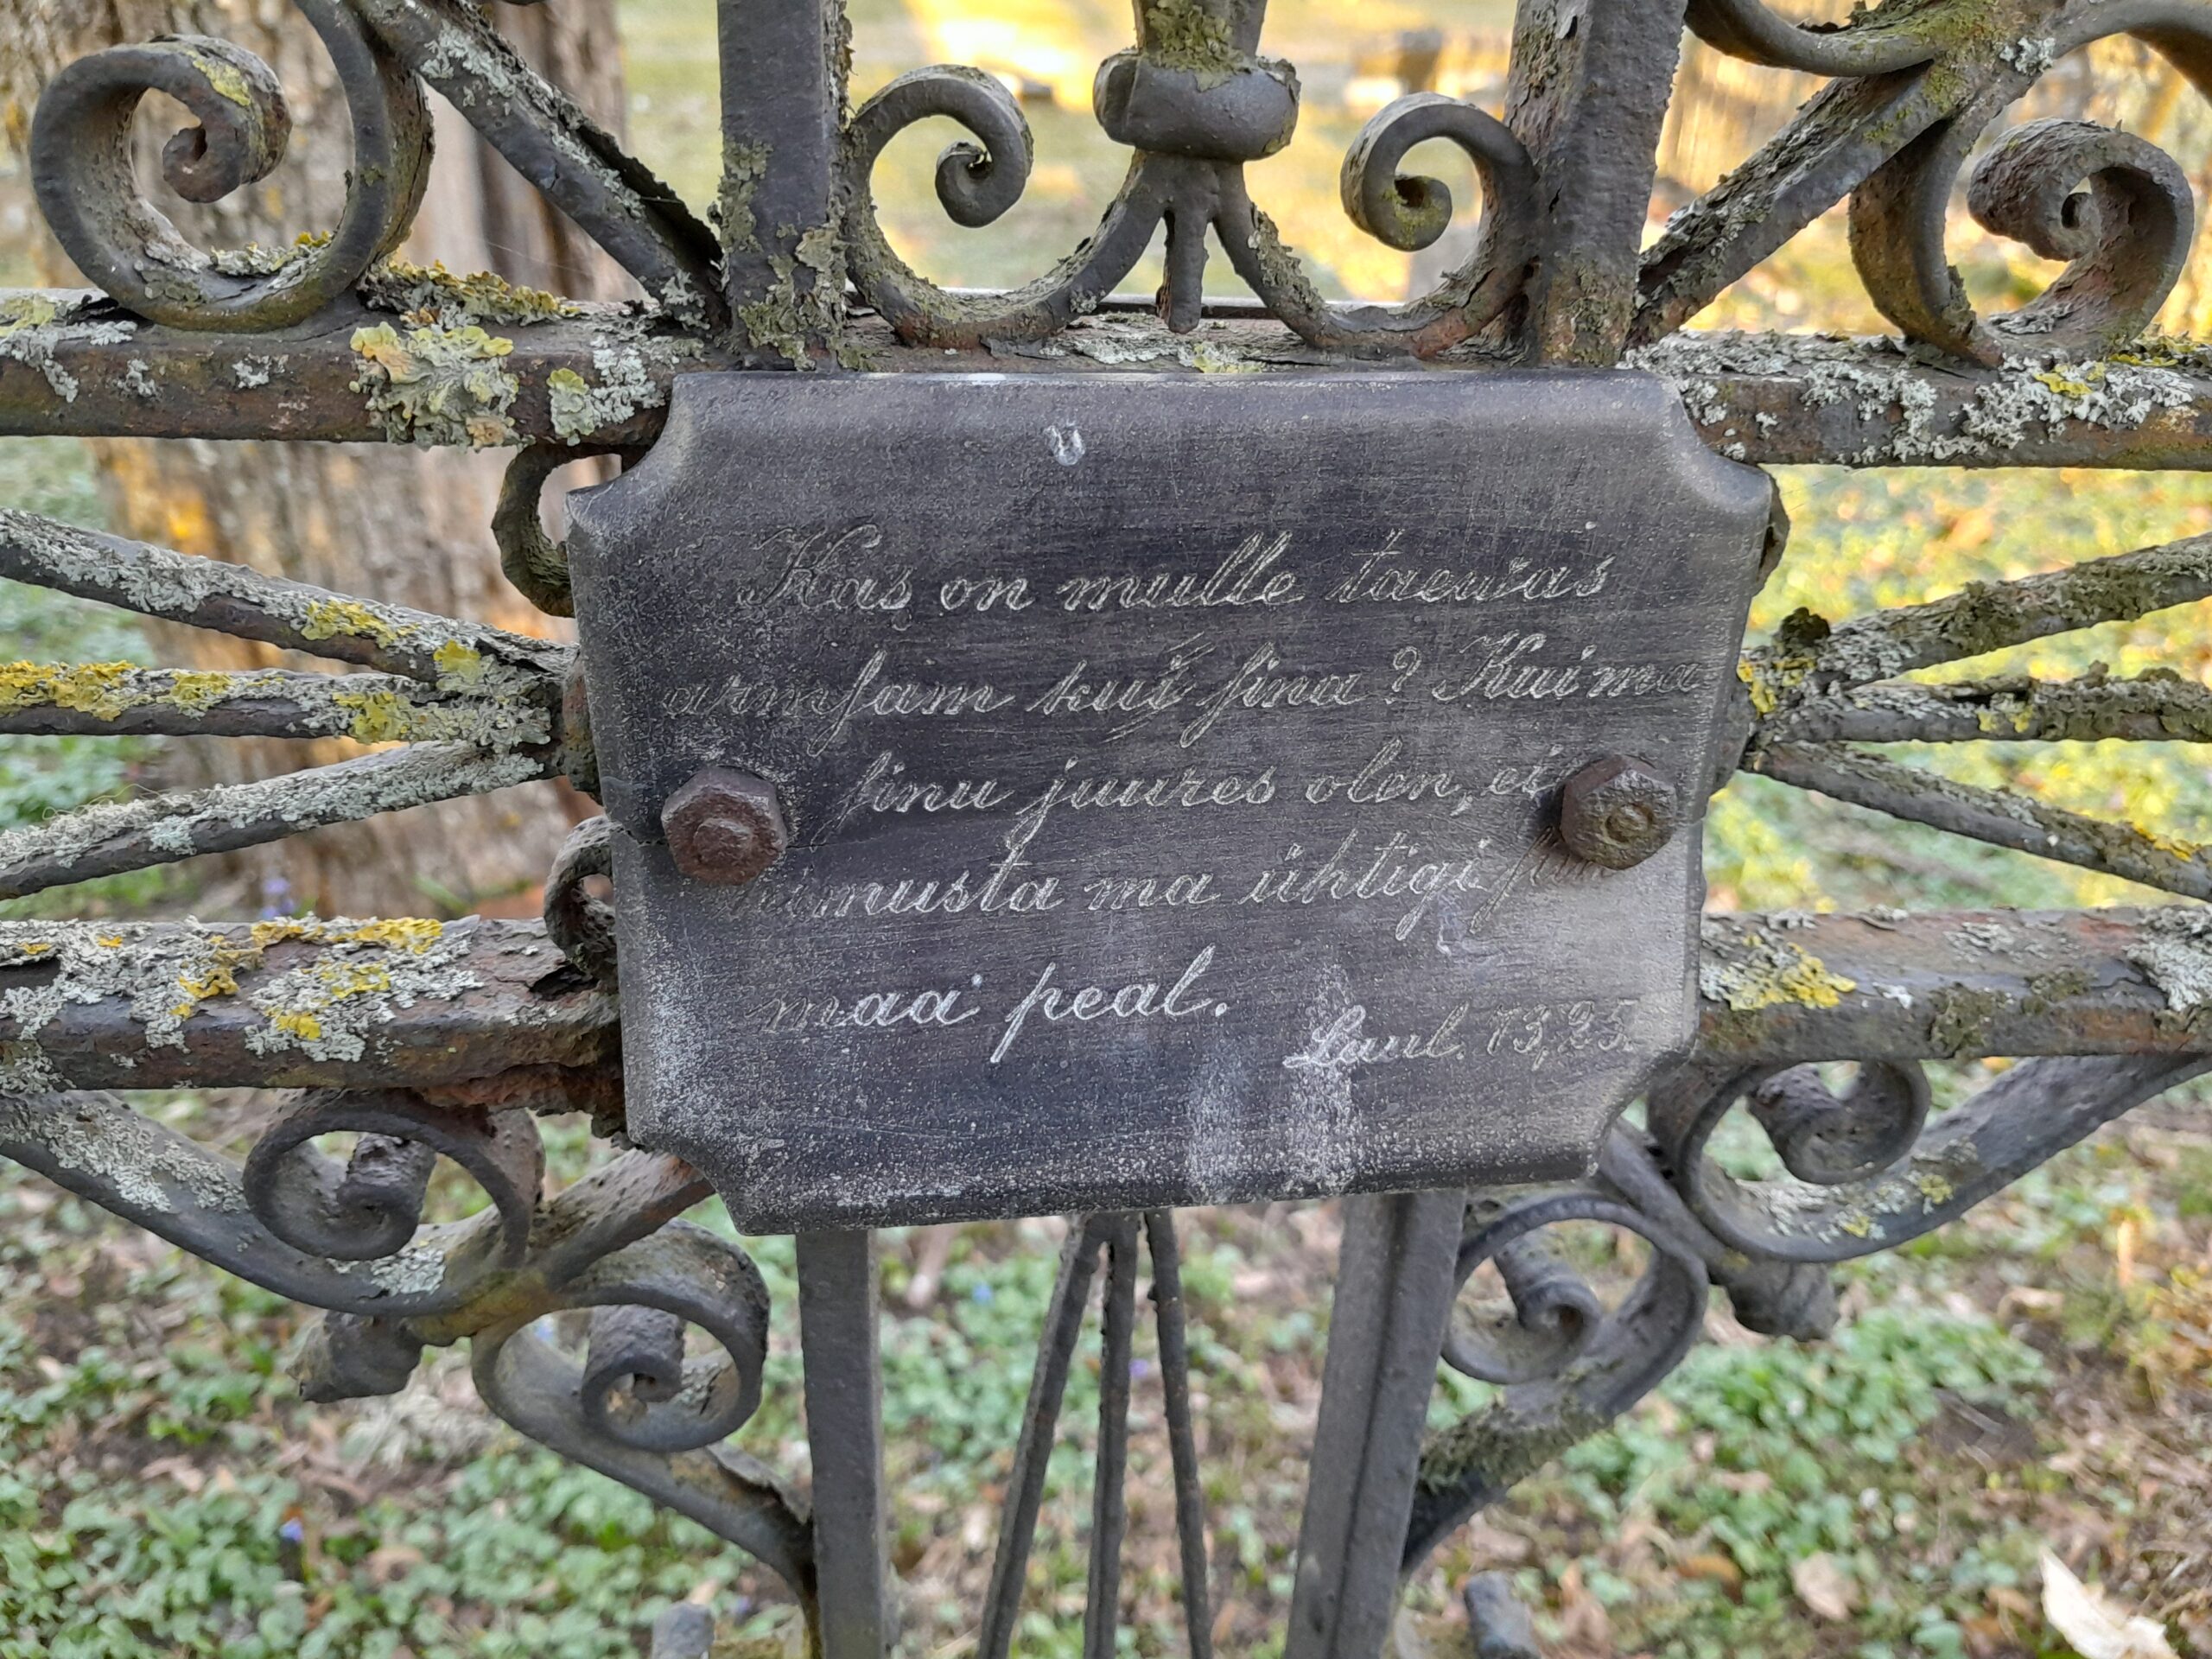 Kas on mulle taewas
armsam kui sina? Kui ma
sinu juures olen, ei
himusta ma ühtigi
maa peal.
Laul. 73,25.